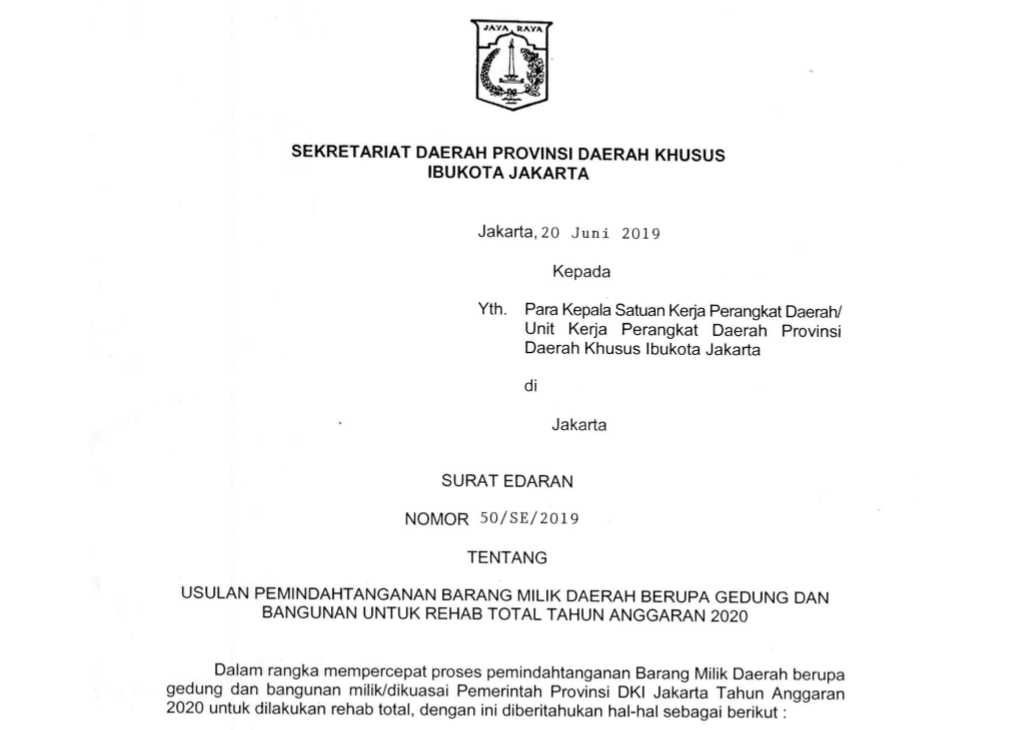 JAYA RAYA
SEKRETARIAT DAERAH PROVINSI DAERAH KHUSUS
IBUKOTA JAKARTA
Jakarta, 20 Juni 2019
Kepada
Yth. Para Kepala Satuan Kerja Perangkat Daerah/
Unit Kerja Perangkat Daerah Provinsi
Daerah Khusus Ibukota Jakarta
di
Jakarta
SURAT EDARAN
NOMOR 50/SE/2019
TENTANG
USULAN PEMINDAHTANGANAN BARANG MILIK DAERAH BERUPA GEDUNG DAN
BANGUNAN UNTUK REHAB TOTAL TAHUN ANGGARAN 2020
Dalam rangka mempercepat proses pemindahtanganan Barang Milik Daerah berupa
gedung dan bangunan milik/dikuasai Pemerintah Provinsi DKI Jakarta Tahun Anggaran
2020 untuk dilakukan rehab total, dengan ini diberitahukan hal-hal sebagai berikut :